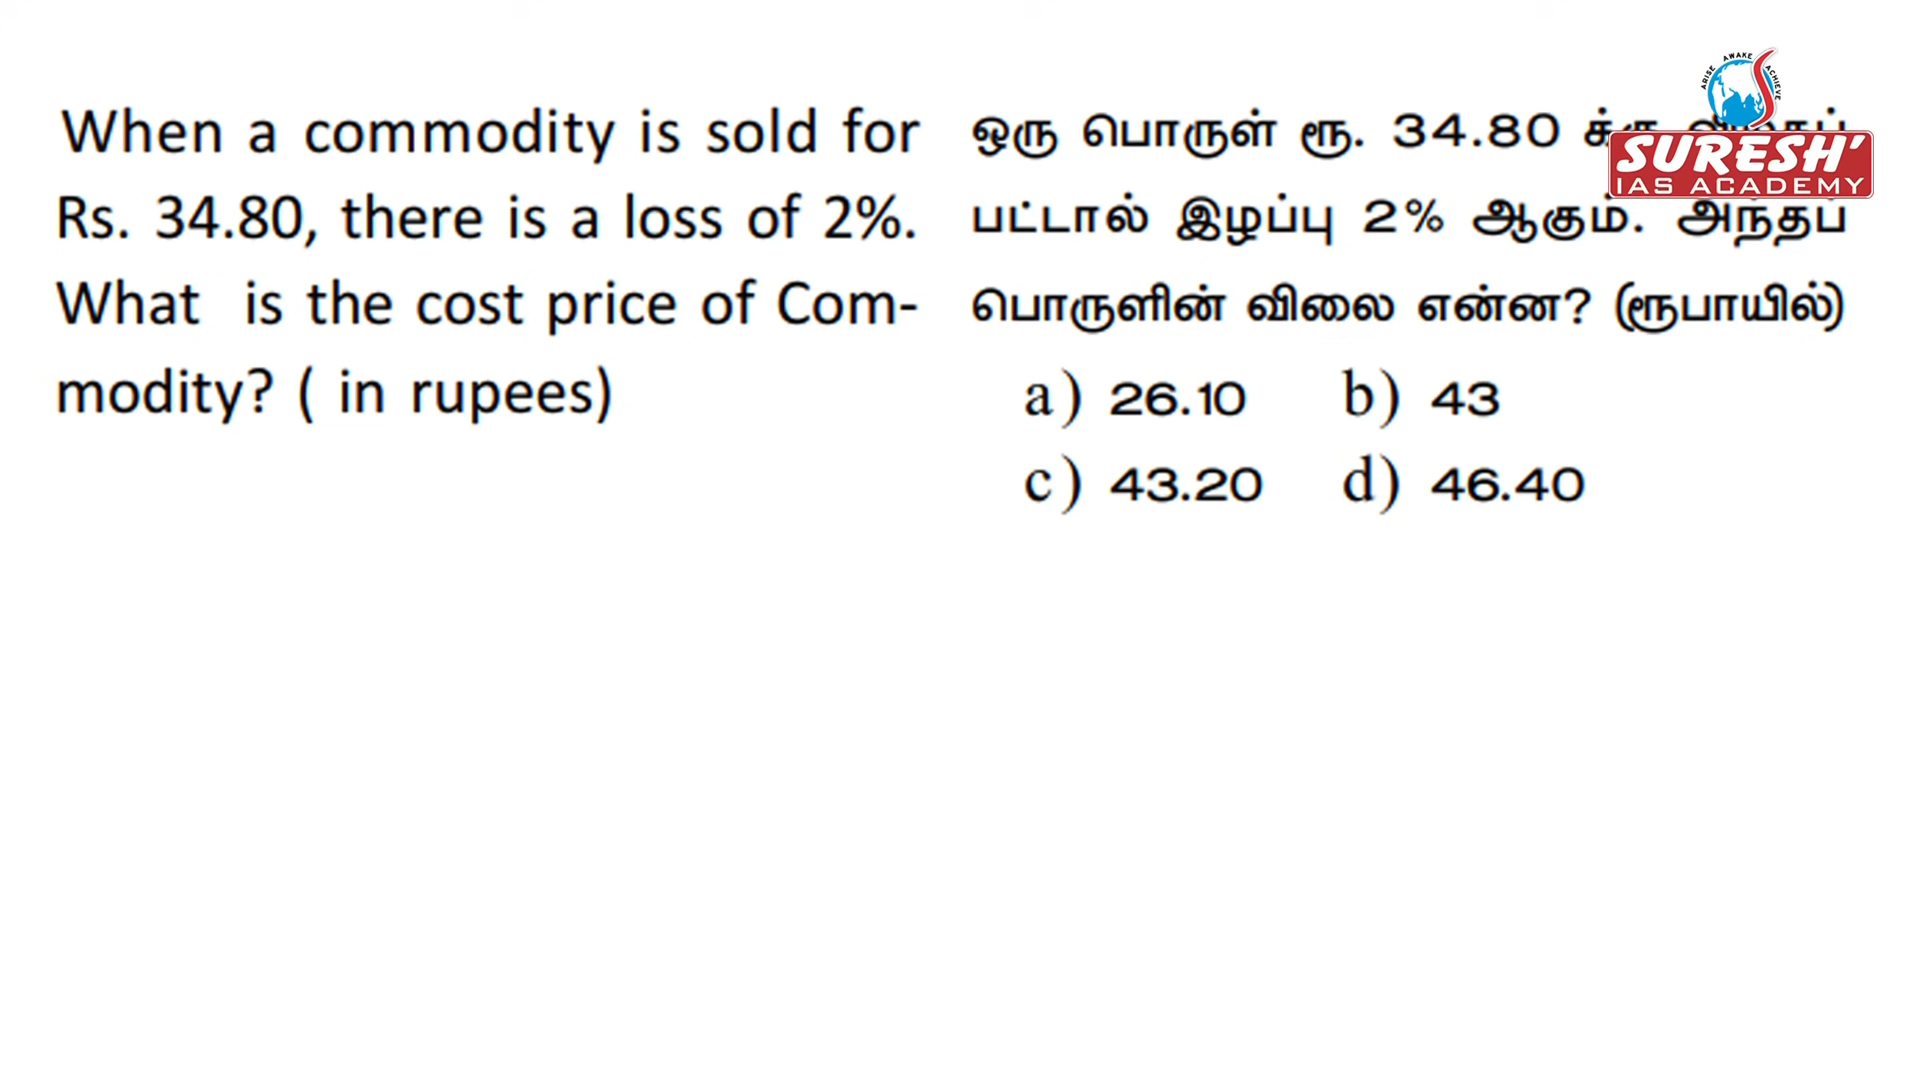 When a commodity is sold for
Rs. 34.80, there is a loss of 2%.
What is the cost price of Com-
modity? ( in rupees)
ஒரு பொருள் ரூ. 34.80 க்கு
பட்டால் இழப்பு 2% ஆகும். அந்தப்
பொருளின் விலை என்ன? (ரூபாயில்)
a) 26.10 b) 43
c) 43.20 d) 46.40
ARISE AWAKE ACHIEVE
SURESH'
IAS ACADEMY